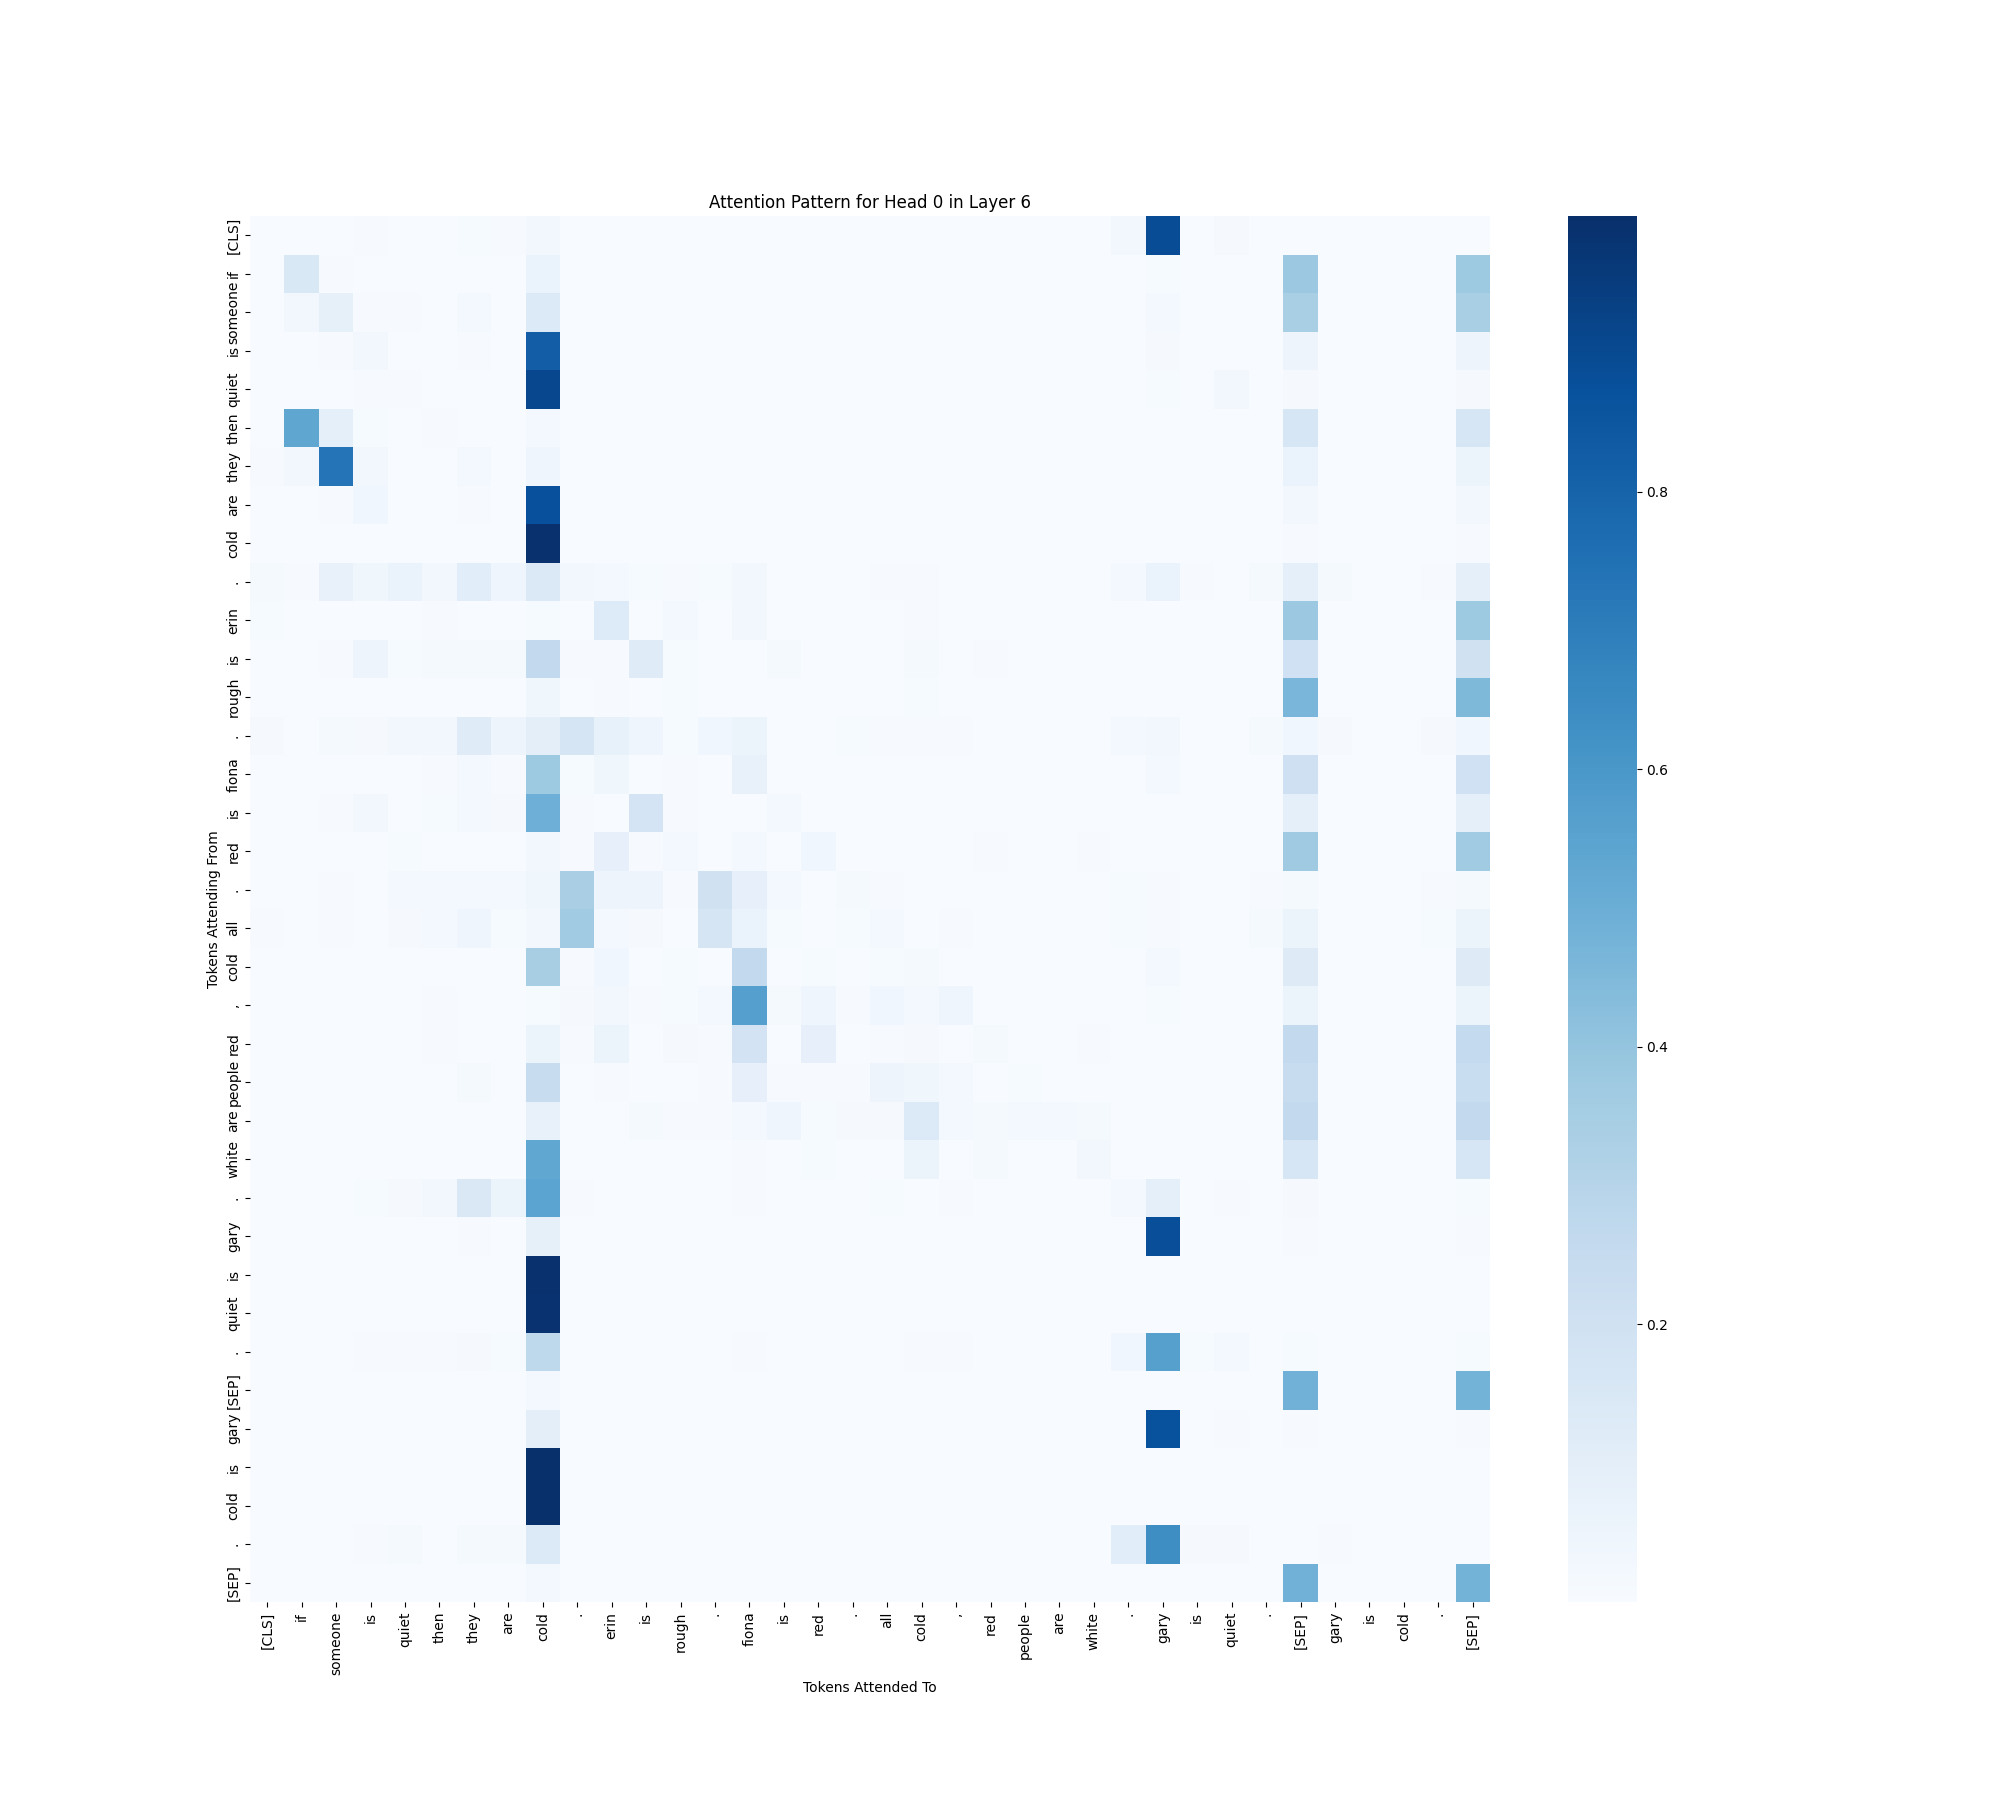 Attention Pattern for Head 0 in Layer 6
Tokens Attending From
[CLS]
if
someone
is
quiet
then
they
are
cold
.
erin
is
rough
.
fiona
is
red
.
all
cold
,
red
people
are
white
.
gary
is
quiet
.
[SEP]
gary
is
cold
.
[SEP]
[CLS] if someone is quiet then they are cold . erin is rough . fiona is red . all cold , red people are white . gary is quiet . [SEP] gary is cold . [SEP]
Tokens Attended To
0.8
0.6
0.4
0.2